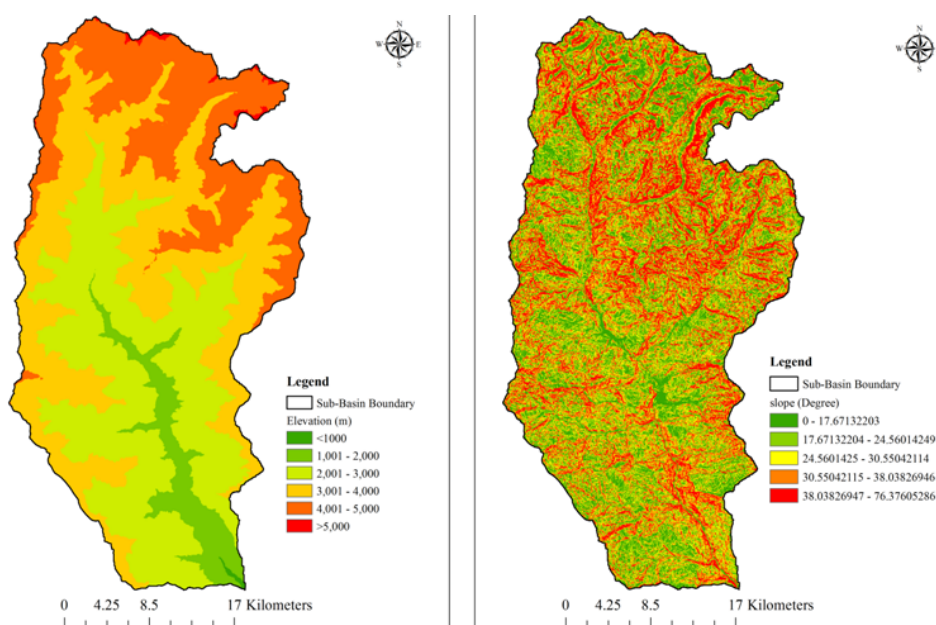 N
W E
S
Legend
Sub-Basin Boundary
Elevation (m)
<1000
1,001 - 2,000
2,001 - 3,000
3,001 - 4,000
4,001 - 5,000
>5,000
0 4.25 8.5 17 Kilometers
N
W E
S
Legend
Sub-Basin Boundary
slope (Degree)
0 - 17.67132203
17.67132204 - 24.56014249
24.5601425 - 30.55042114
30.55042115 - 38.03826946
38.03826947 - 76.37605286
0 4.25 8.5 17 Kilometers